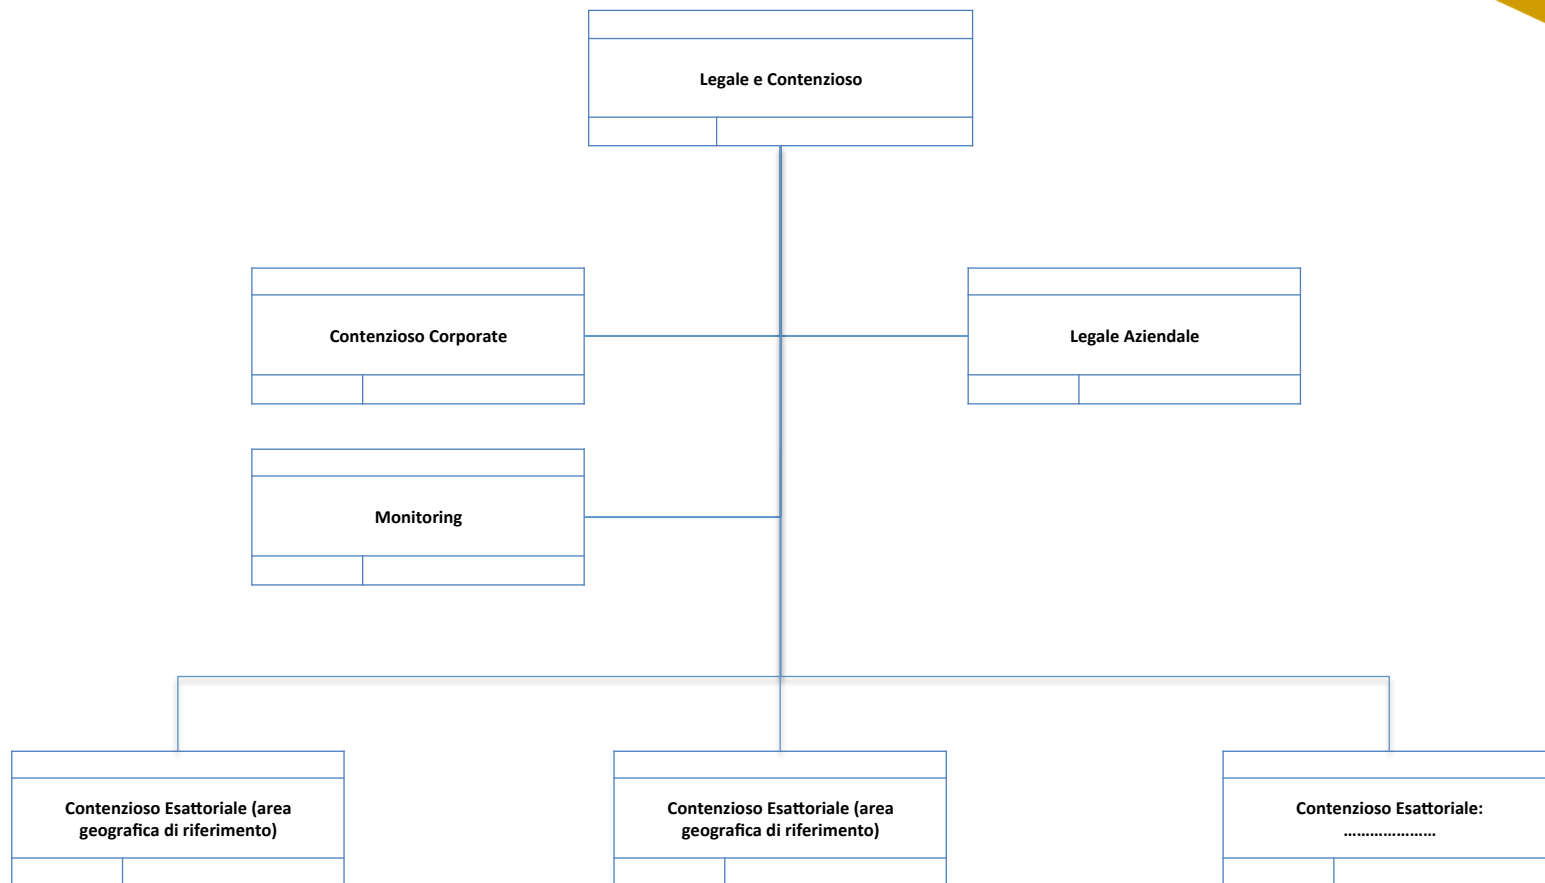 Legale e Contenzioso
Contenzioso Corporate
Legale Aziendale
Monitoring
Contenzioso Esattoriale (area
geografica di riferimento)
Contenzioso Esattoriale (area
geografica di riferimento)
Contenzioso Esattoriale:
…………………